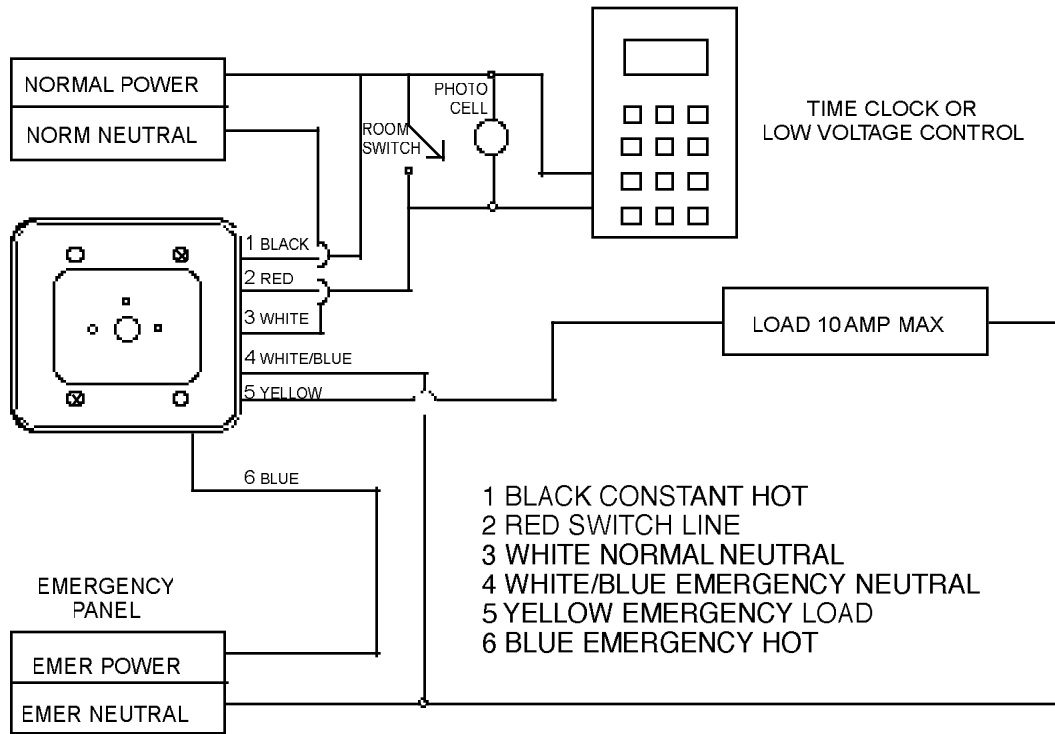 NORMAL POWER
NORM NEUTRAL
ROOM
SWITCH
PHOTO
CELL
TIME CLOCK OR
LOW VOLTAGE CONTROL
1 BLACK
2 RED
3 WHITE
4 WHITE/BLUE
5 YELLOW
LOAD 10 AMP MAX
6 BLUE
1 BLACK CONSTANT HOT
2 RED SWITCH LINE
3 WHITE NORMAL NEUTRAL
4 WHITE/BLUE EMERGENCY NEUTRAL
5 YELLOW EMERGENCY LOAD
6 BLUE EMERGENCY HOT
EMERGENCY
PANEL
EMER POWER
EMER NEUTRAL